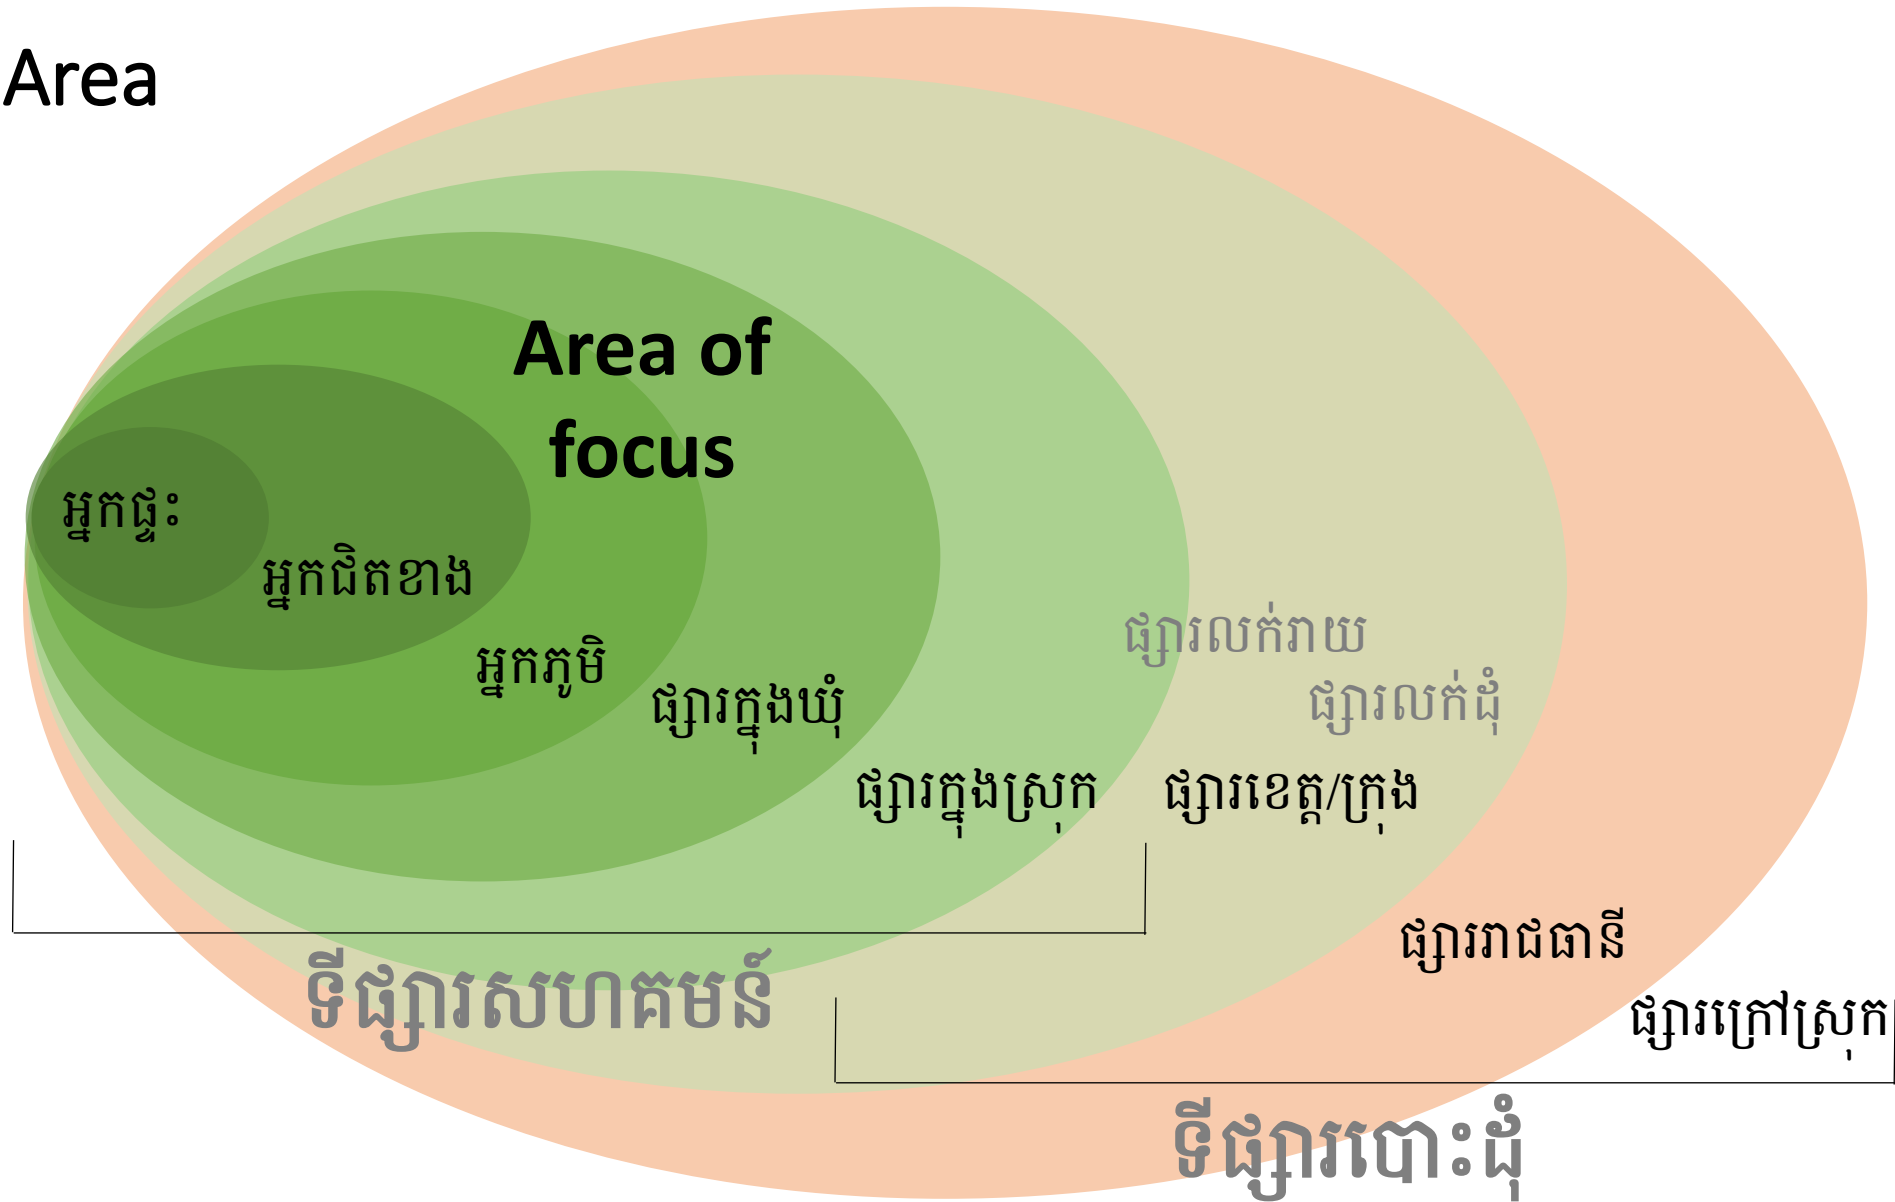 Area
Area of
focus
អ្នកផ្ទះ
អ្នកជិតខាង
អ្នកភូមិ
ផ្សារក្នុងឃុំ
ផ្សារក្នុងស្រុក
ផ្សារលក់រាយ
ផ្សារលក់ដុំ
ផ្សារខេត្ត/ក្រុង
ផ្សាររាជធានី
ផ្សារក្រៅស្រុក
ទីផ្សារសហគមន៍
ទីផ្សារបោះដុំ